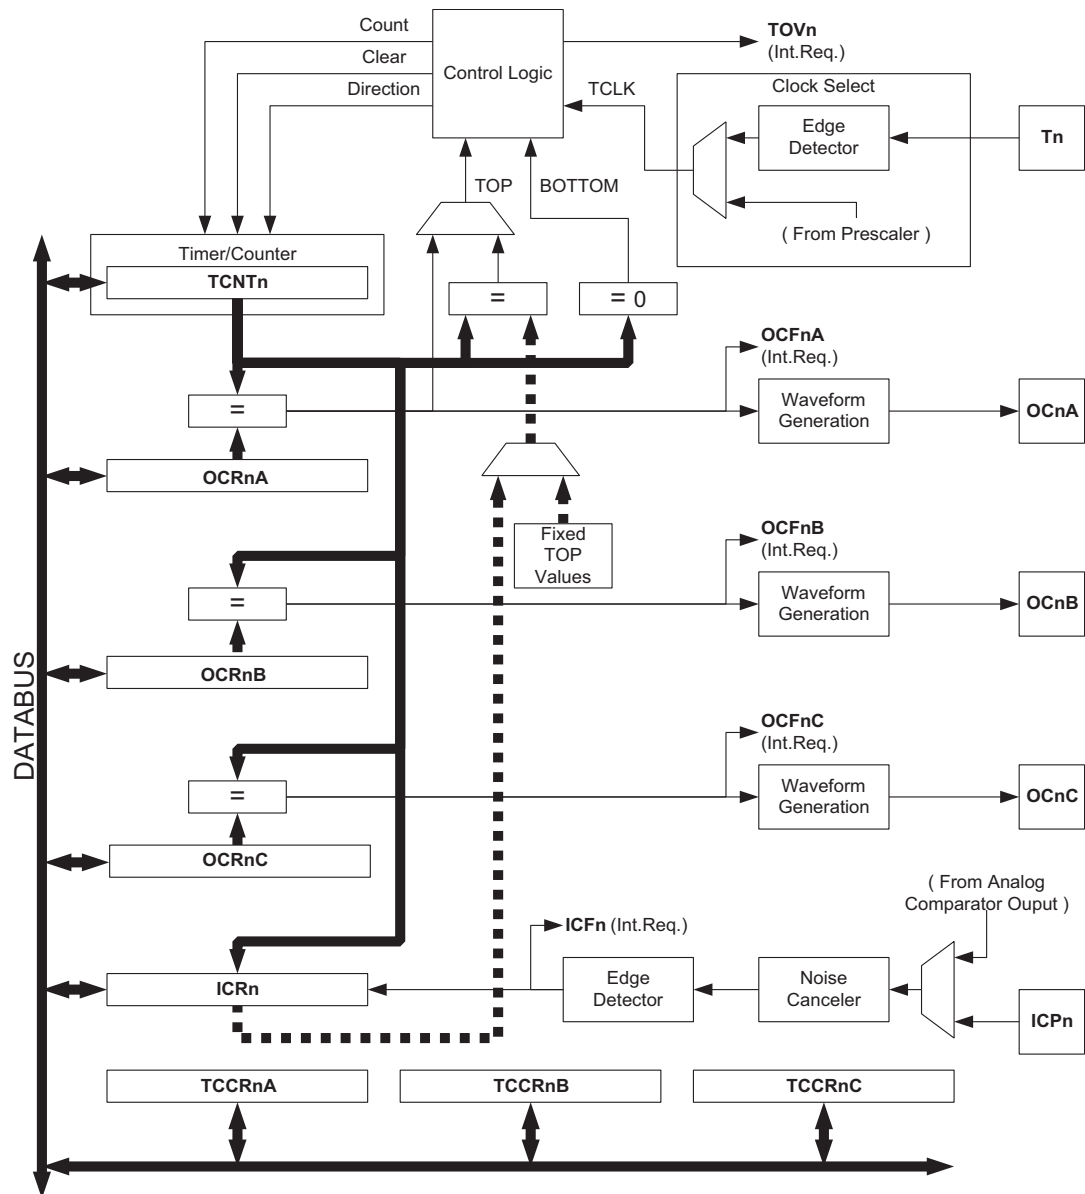 Count
Clear
Direction
Control Logic
TOVn
(Int.Req.)
TCLK
Clock Select
Edge
Detector
Tn
( From Prescaler )
TOP
BOTTOM
Timer/Counter
TCNTn
=
= 0
OCFnA
(Int.Req.)
=
Waveform
Generation
OCnA
OCRnA
Fixed
TOP
Values
OCFnB
(Int.Req.)
=
Waveform
Generation
OCnB
OCRnB
DATABUS
OCFnC
(Int.Req.)
=
Waveform
Generation
OCnC
OCRnC
( From Analog
Comparator Ouput )
ICFn (Int.Req.)
ICRn
Edge
Detector
Noise
Canceler
ICPn
TCCRnA
TCCRnB
TCCRnC